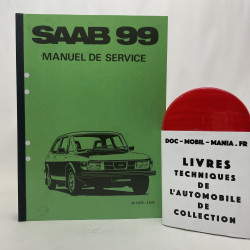 SAAB 99
MANUEL DE SERVICE
DOC - MOBIL - MANIA . FR
LIVRES
TECHNIQUES
DE
L'AUTOMOBILE
DE
COLLECTION